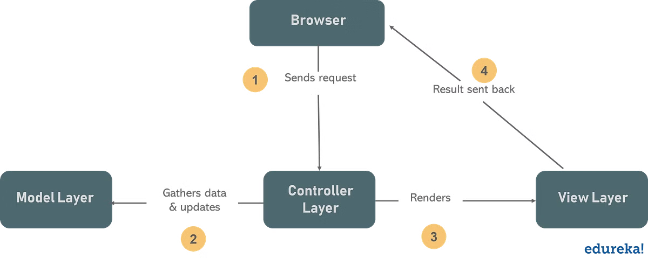 Browser
1
Sends request
4
Result sent back
Model Layer
Gathers data
& updates
2
Controller
Layer
Renders
3
View Layer
edureka!